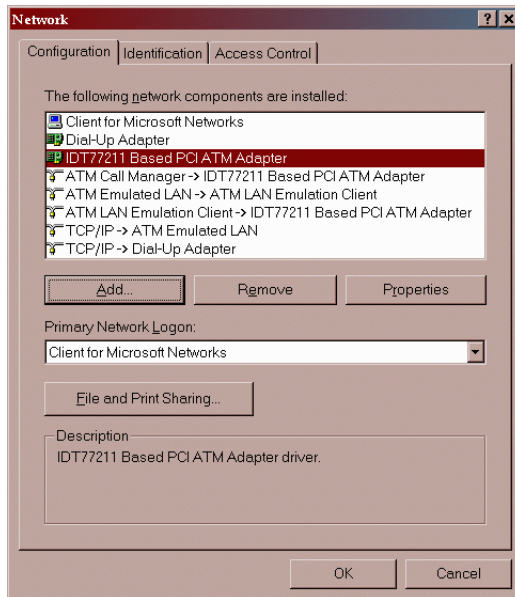 Network
Configuration Identification Access Control
The following network components are installed:
Client for Microsoft Networks
Dial-Up Adapter
IDT77211 Based PCI ATM Adapter
ATM Call Manager -> IDT77211 Based PCI ATM Adapter
ATM Emulated LAN -> ATM LAN Emulation Client
ATM LAN Emulation Client -> IDT77211 Based PCI ATM Adapter
TCP/IP -> ATM Emulated LAN
TCP/IP -> Dial-Up Adapter
Add... Remove Properties
Primary Network Logon:
Client for Microsoft Networks
File and Print Sharing...
Description
IDT77211 Based PCI ATM Adapter driver.
OK Cancel